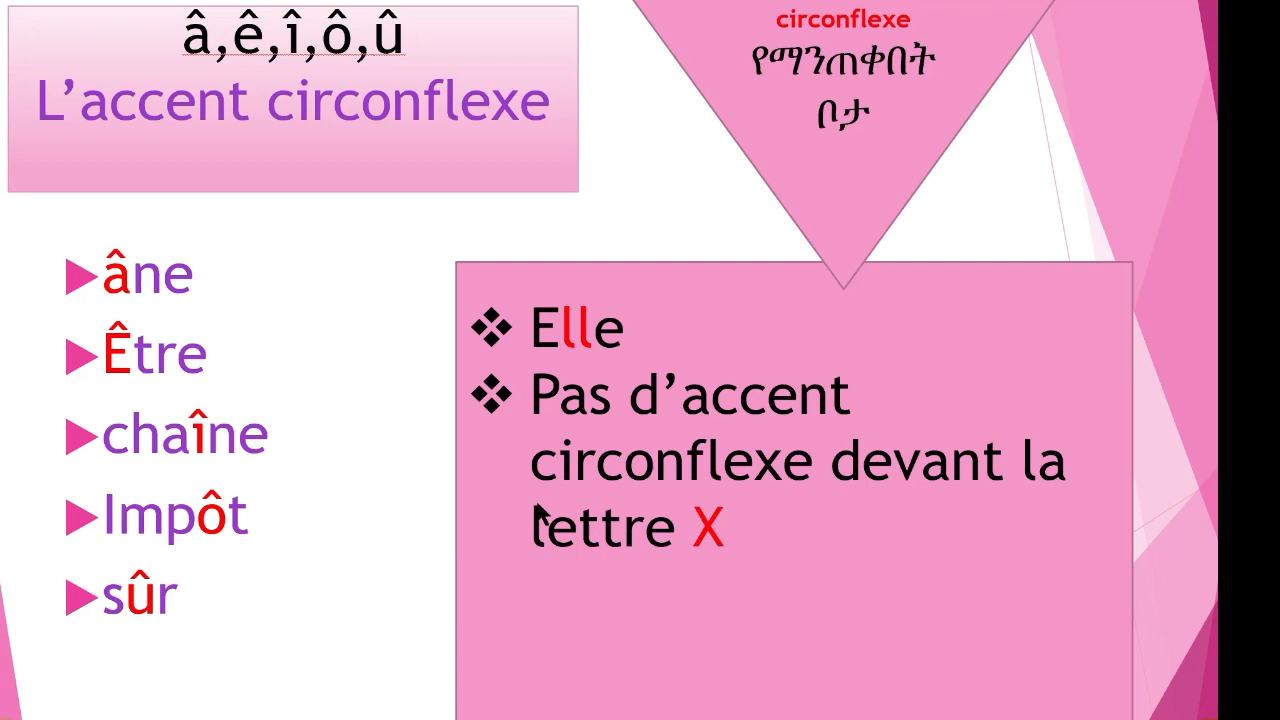 â,ê,î,ô,û
L’accent circonflexe
circonflexe
የማንጠቀበት
ቦታ
âne
Être
chaîne
Impôt
sûr
Elle
Pas d’accent
circonflexe devant la
lettre X